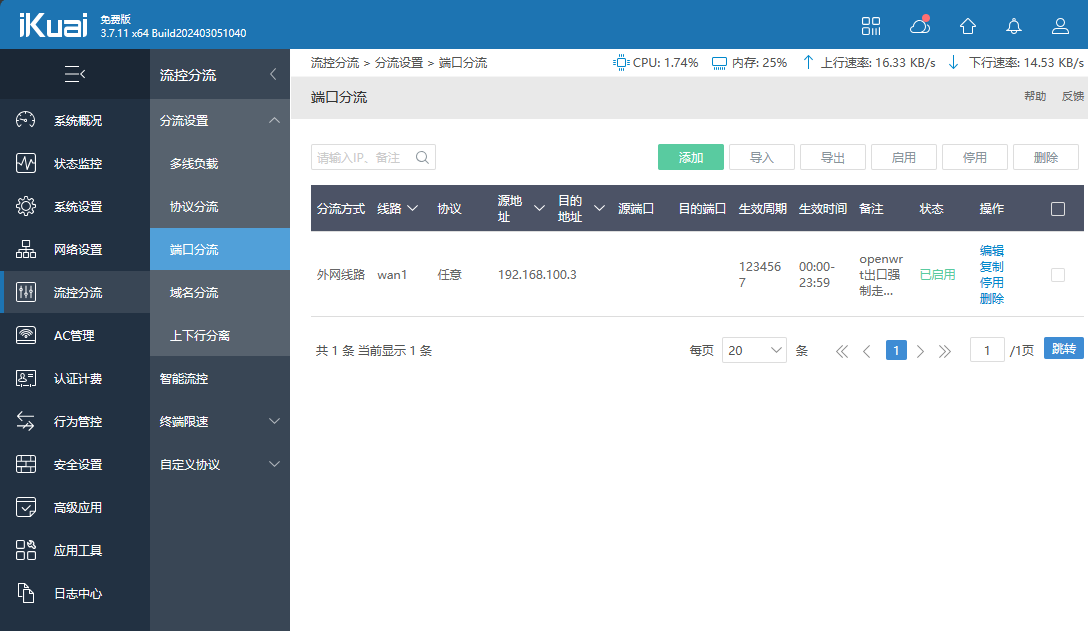 iKuai 免费版
3.7.11 x64 Build202403051040
流控分流
流控分流 > 分流设置 > 端口分流
CPU: 1.74% 内存: 25% 上行速率: 16.33 KB/s 下行速率: 14.53 KB/s
端口分流
帮助 反馈
系统概况
状态监控
系统设置
网络设置
流控分流
AC管理
认证计费
行为管控
安全设置
高级应用
应用工具
日志中心
分流设置
多线负载
协议分流
端口分流
域名分流
上下行分离
智能流控
终端限速
自定义协议
请输入IP、备注
添加 导入 导出 启用 停用 删除
分流方式 线路 协议 源地址 目的地址 源端口 目的端口 生效周期 生效时间 备注 状态 操作
外网线路 wan1 任意 192.168.100.3 1234567 00:00-23:59 openwrt出口强制走... 已启用
编辑
复制
停用
删除
共 1 条 当前显示 1 条
每页 20 条 1 1 /1页 跳转